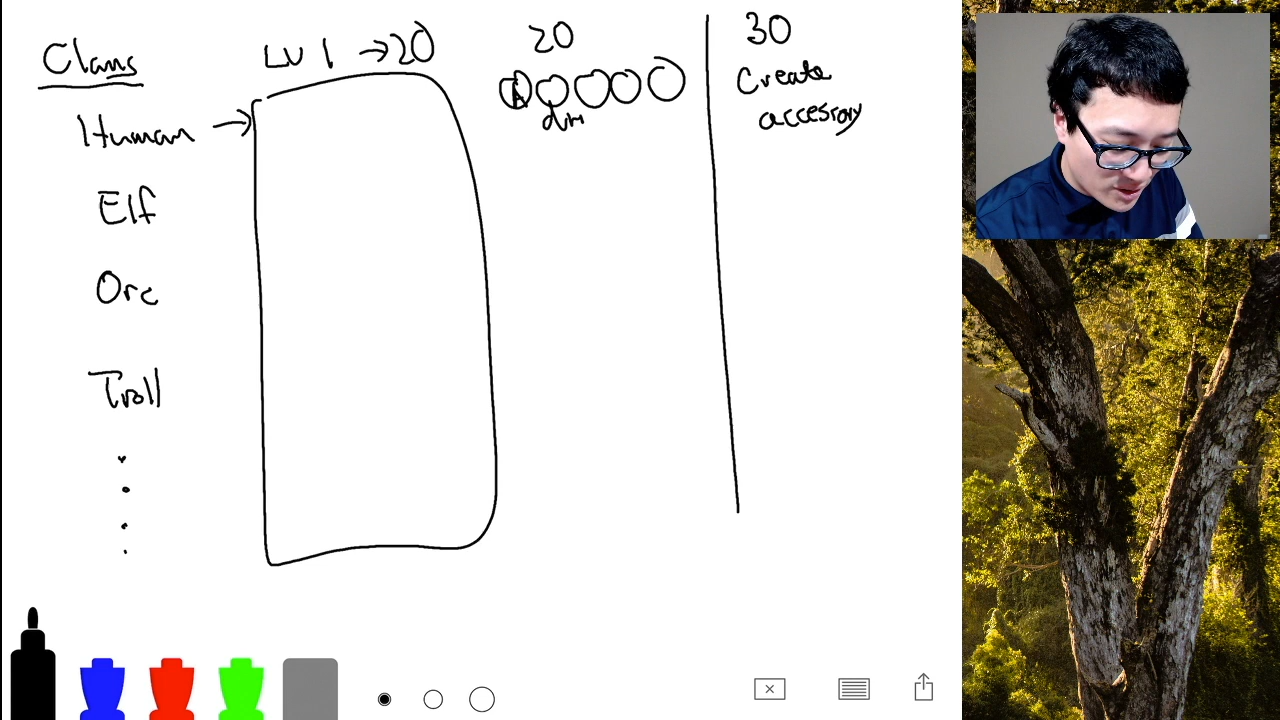 Clans
Human
Elf
Orc
Troll
LV 1 → 20
20
A
30
Create
accessory